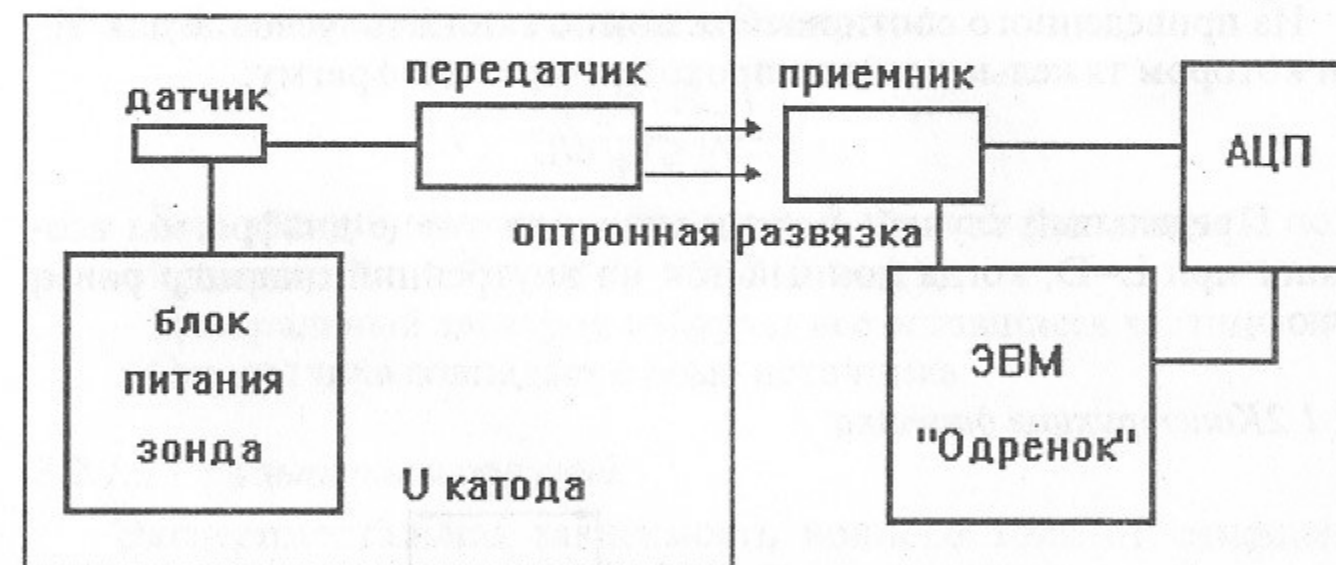 передатчик
приемник
датчик
АЦП
оптронная развязка
блок
питания
зонда
ЭВМ
"Одренок"
U катода